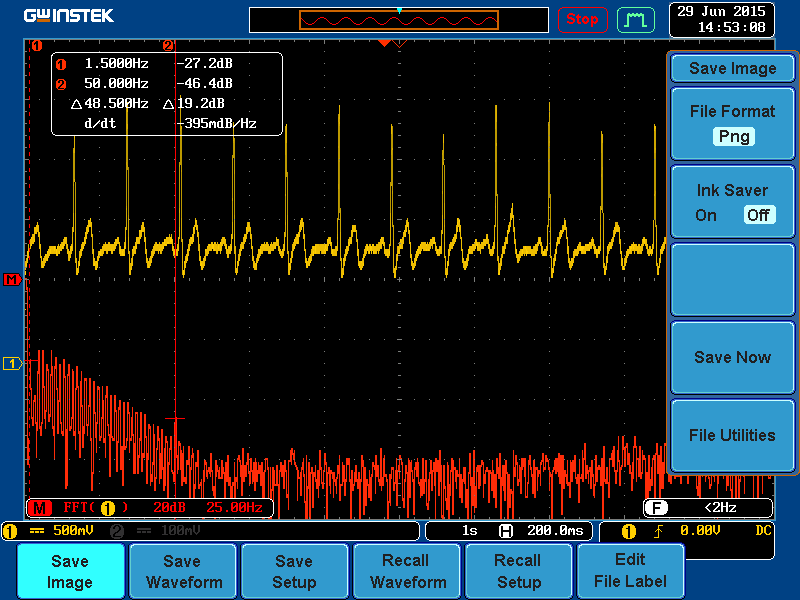 GWINSTEK
Stop
29 Jun 2015
14:53:08
1 2
1 1.5000Hz -27.2dB
2 50.000Hz -46.4dB
△48.500Hz △19.2dB
d/dt -395mdB/Hz
Save Image
File Format
Png
Ink Saver
On Off
M
1
Save Now
File Utilities
M FFT( 1 ) 20dB 25.00Hz
F <2Hz
1 500mV 2 100mV
1s H 200.0ms
1 0.00V DC
Save
Image
Save
Waveform
Save
Setup
Recall
Waveform
Recall
Setup
Edit
File Label